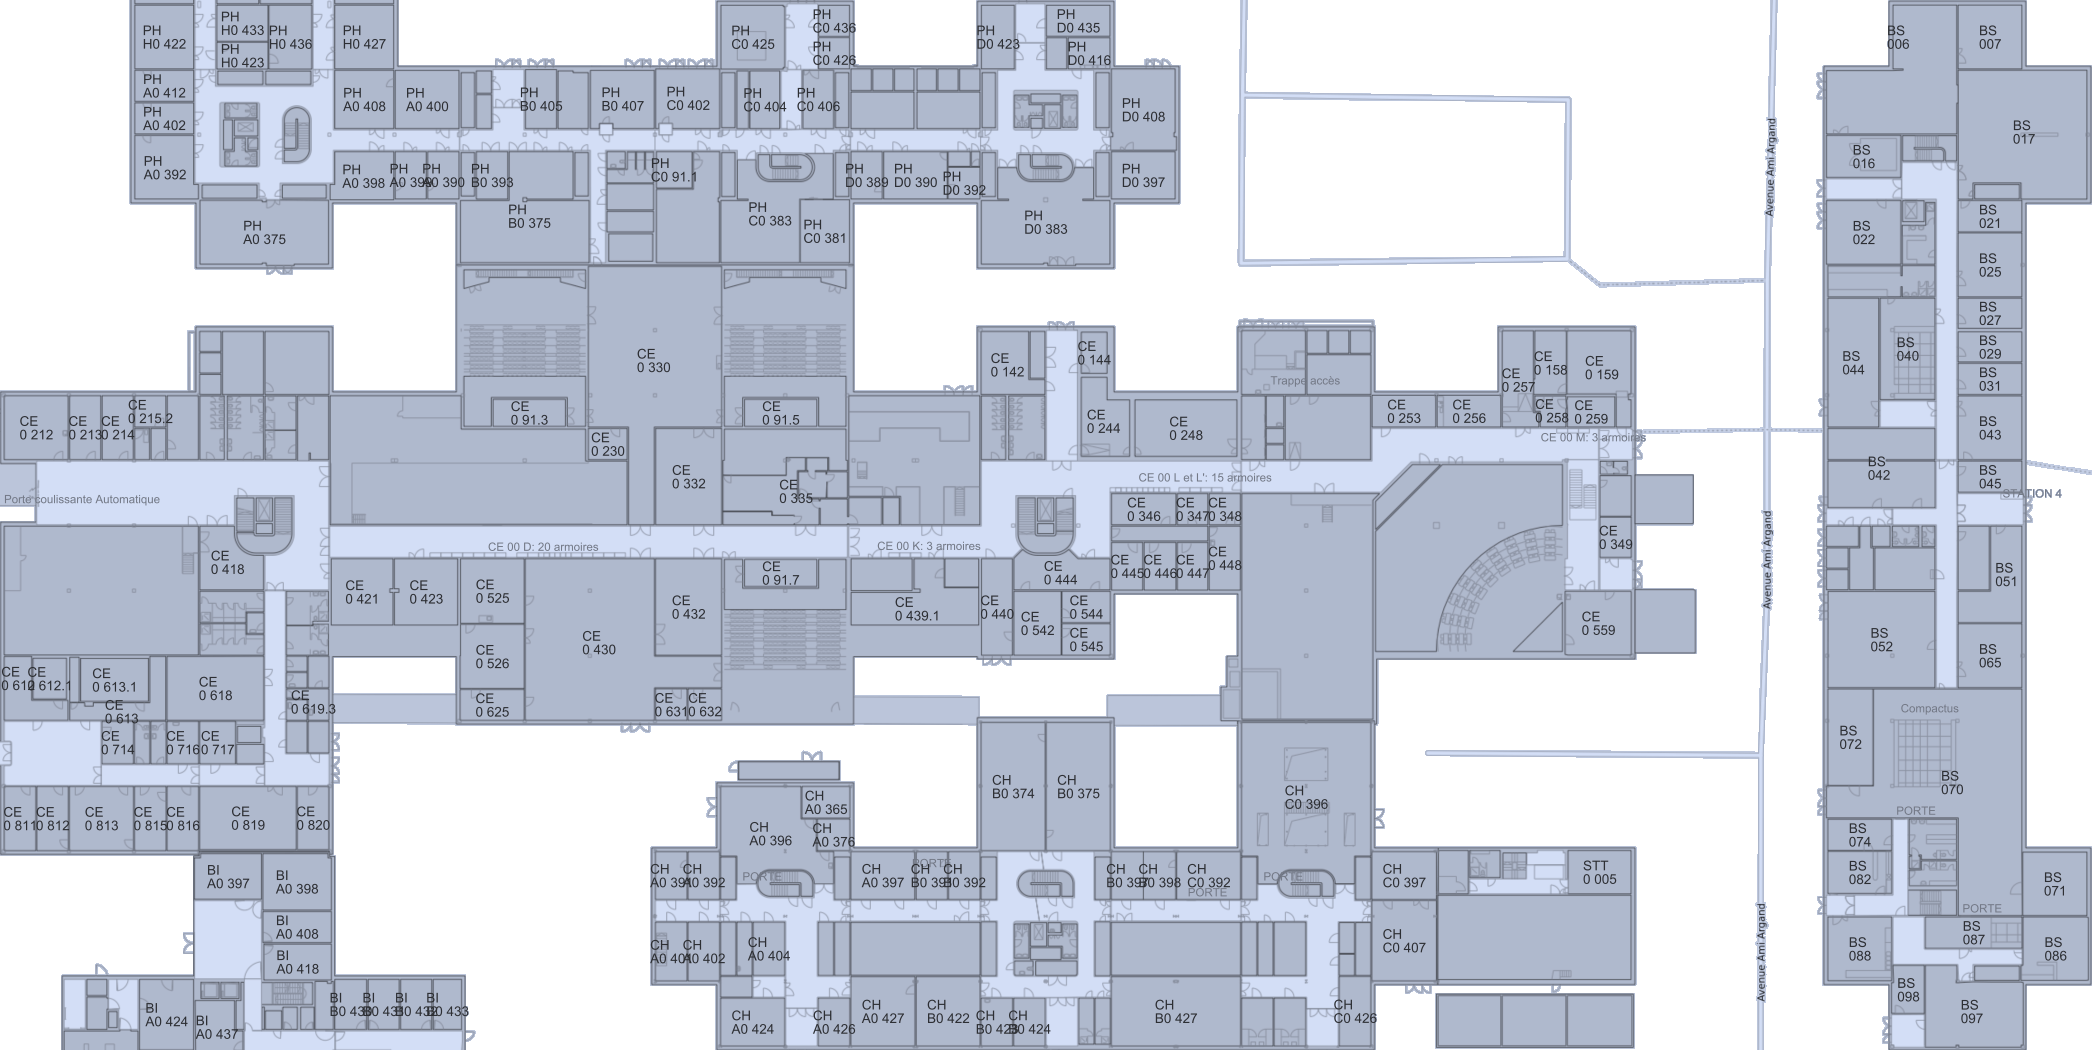 PH
H0 422
PH
H0 433
PH
H0 436
PH
H0 423
PH
H0 427
PH
C0 425
PH
C0 436
PH
C0 426
PH
D0 423
PH
D0 435
PH
D0 416
BS
006
BS
007
PH
A0 412
PH
A0 402
PH
A0 392
PH
A0 408
PH
A0 400
PH
B0 405
PH
B0 407
PH
C0 402
PH
C0 404
PH
C0 406
PH
D0 408
BS
017
BS
016
Avenue Ami Argand
PH
A0 398
PH
PH
A0 390
PH
B0 393
PH
C0 91.1
PH
D0 389
PH
D0 390
PH
D0 392
PH
D0 397
PH
A0 375
PH
B0 375
PH
C0 383
PH
C0 381
PH
D0 383
BS
021
BS
022
BS
025
BS
027
BS
029
BS
031
BS
040
BS
044
BS
043
BS
042
BS
045
STATION 4
CE
0 330
CE
0 142
CE
0 144
Trappe accès
CE
0 257
CE
0 158
CE
0 159
CE
0 212
CE
0 213
CE
0 214
CE
0 215.2
CE
0 91.3
CE
0 91.5
CE
0 230
CE
0 244
CE
0 248
CE
0 253
CE
0 256
CE
0 258
CE
0 259
CE 00 M: 3 armoires
CE
0 332
CE
0 335
CE 00 L et L': 15 armoires
Porte coulissante Automatique
CE
0 346
CE
0 347
CE
0 348
CE
0 349
CE 00 D: 20 armoires
CE 00 K: 3 armoires
CE
0 418
CE
0 421
CE
0 423
CE
0 525
CE
0 91.7
CE
0 444
CE
0 445
CE
0 446
CE
0 447
CE
0 448
CE
0 432
CE
0 430
CE
0 439.1
CE
0 440
CE
0 542
CE
0 544
CE
0 545
CE
0 559
Avenue Ami Argand
BS
051
BS
052
BS
065
CE
CE
0 612.1
CE
0 613.1
CE
0 613
CE
0 618
CE
0 619.3
CE
0 526
CE
0 625
CE
0 631
CE
0 632
CE
0 714
CE
0 716
CE
0 717
Compactus
BS
072
BS
070
PORTE
CE
0 811
CE
0 812
CE
0 813
CE
0 815
CE
0 816
CE
0 819
CE
0 820
CH
B0 374
CH
B0 375
CH
C0 396
CH
A0 365
CH
A0 376
CH
A0 396
BS
074
BS
082
BS
071
PORTE
BS
087
BS
088
BS
086
BS
098
BS
097
BI
A0 397
BI
A0 398
BI
A0 408
BI
A0 418
BI
A0 424
BI
A0 437
BI
BI
BI
BI
B0 433
CH
CH
A0 392
PORTE
PORTE
CH
A0 397
CH
CH
B0 392
CH
CH
B0 398
CH
C0 392
PORTE
PORTE
CH
C0 397
STT
0 005
CH
CH
A0 402
CH
A0 404
CH
C0 407
CH
A0 424
CH
A0 426
CH
A0 427
CH
B0 422
CH
CH
B0 424
CH
B0 427
CH
C0 426
Avenue Ami Argand